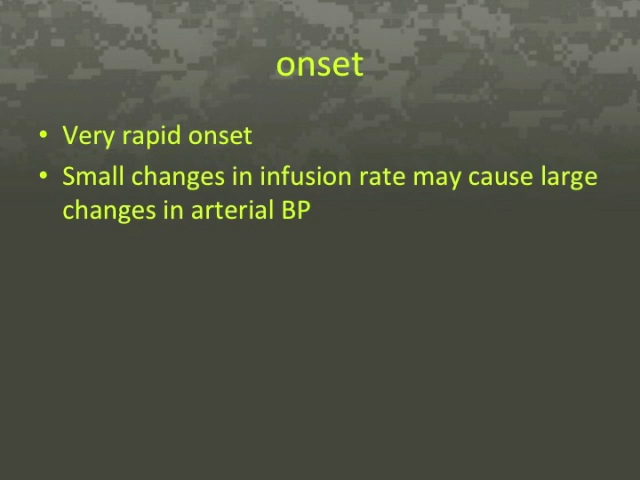 onset
• Very rapid onset
• Small changes in infusion rate may cause large
changes in arterial BP